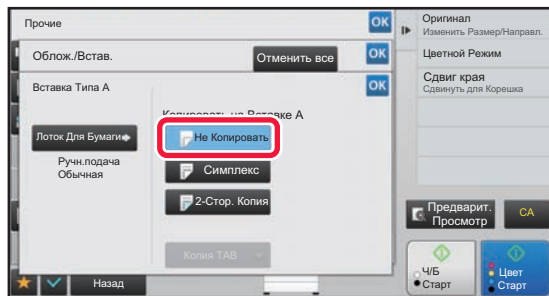 Прочие
OK
Облож./Встав.
Отменить все
OK
Вставка Типа A
OK
Копировать на Вставке A
Лоток Для Бумаги
Не Копировать
Ручн.подача
Обычная
Симплекс
2-Стор. Копия
Копия TAB
Назад
Оригинал
Изменить Размер/Направл.
Цветной Режим
Сдвиг края
Сдвинуть для Корешка
Предварит.
Просмотр
CA
Ч/Б
Старт
Цвет
Старт